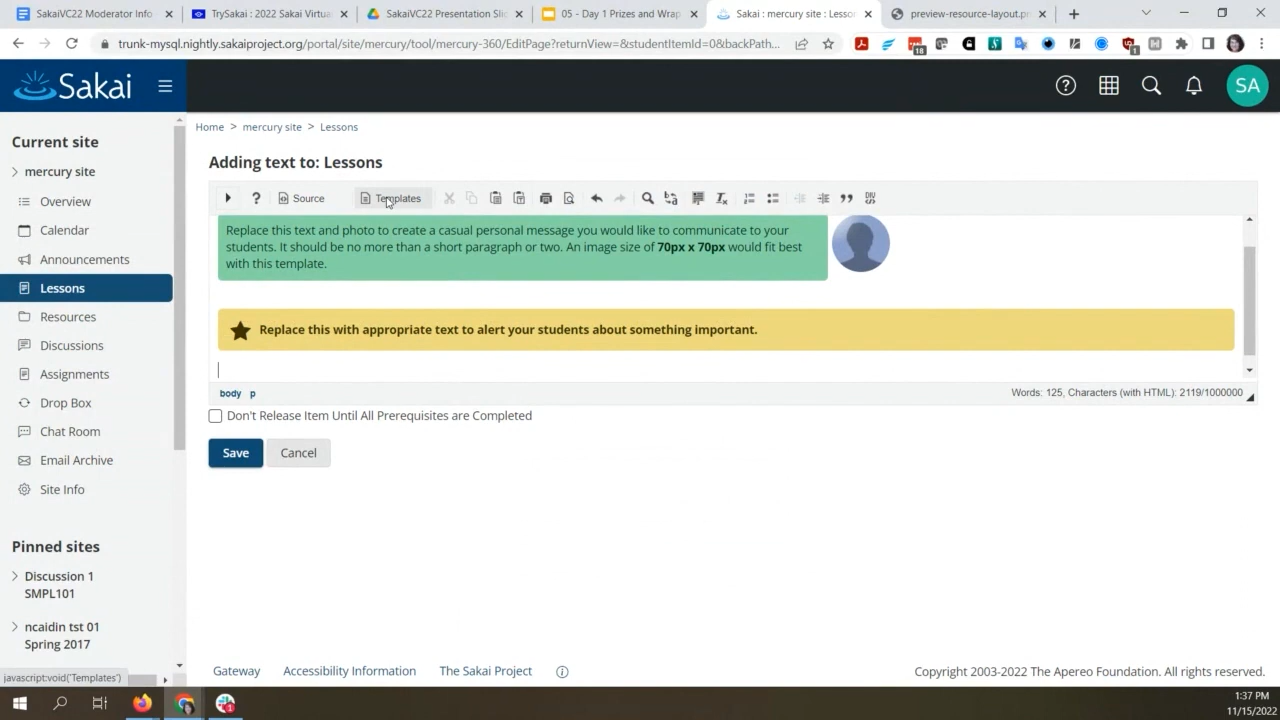 SakaiVC22 Moderator Info
TrySakai : 2022 Sakai Virtua
SakaiVC22 Presentation Slid
05 - Day 1 Prizes and Wrap
Sakai : mercury site : Lesso
preview-resource-layout.p
trunk-mysql.nightly.sakaiproject.org/portal/site/mercury/tool/mercury-360/EditPage?returnView=&studentItemId=0&backPath...
18
1
Sakai
SA
Home > mercury site > Lessons
Current site
mercury site
Overview
Calendar
Announcements
Lessons
Resources
Discussions
Assignments
Drop Box
Chat Room
Email Archive
Site Info
Pinned sites
Discussion 1
SMPL101
ncaidin tst 01
Spring 2017
Adding text to: Lessons
Source
Templates
Replace this text and photo to create a casual personal message you would like to communicate to your
students. It should be no more than a short paragraph or two. An image size of 70px x 70px would fit best
with this template.
Replace this with appropriate text to alert your students about something important.
body p
Words: 125, Characters (with HTML): 2119/1000000
Don't Release Item Until All Prerequisites are Completed
Save
Cancel
Gateway
Accessibility Information
The Sakai Project
Copyright 2003-2022 The Apereo Foundation. All rights reserved.
javascript:void('Templates')
1:37 PM
11/15/2022